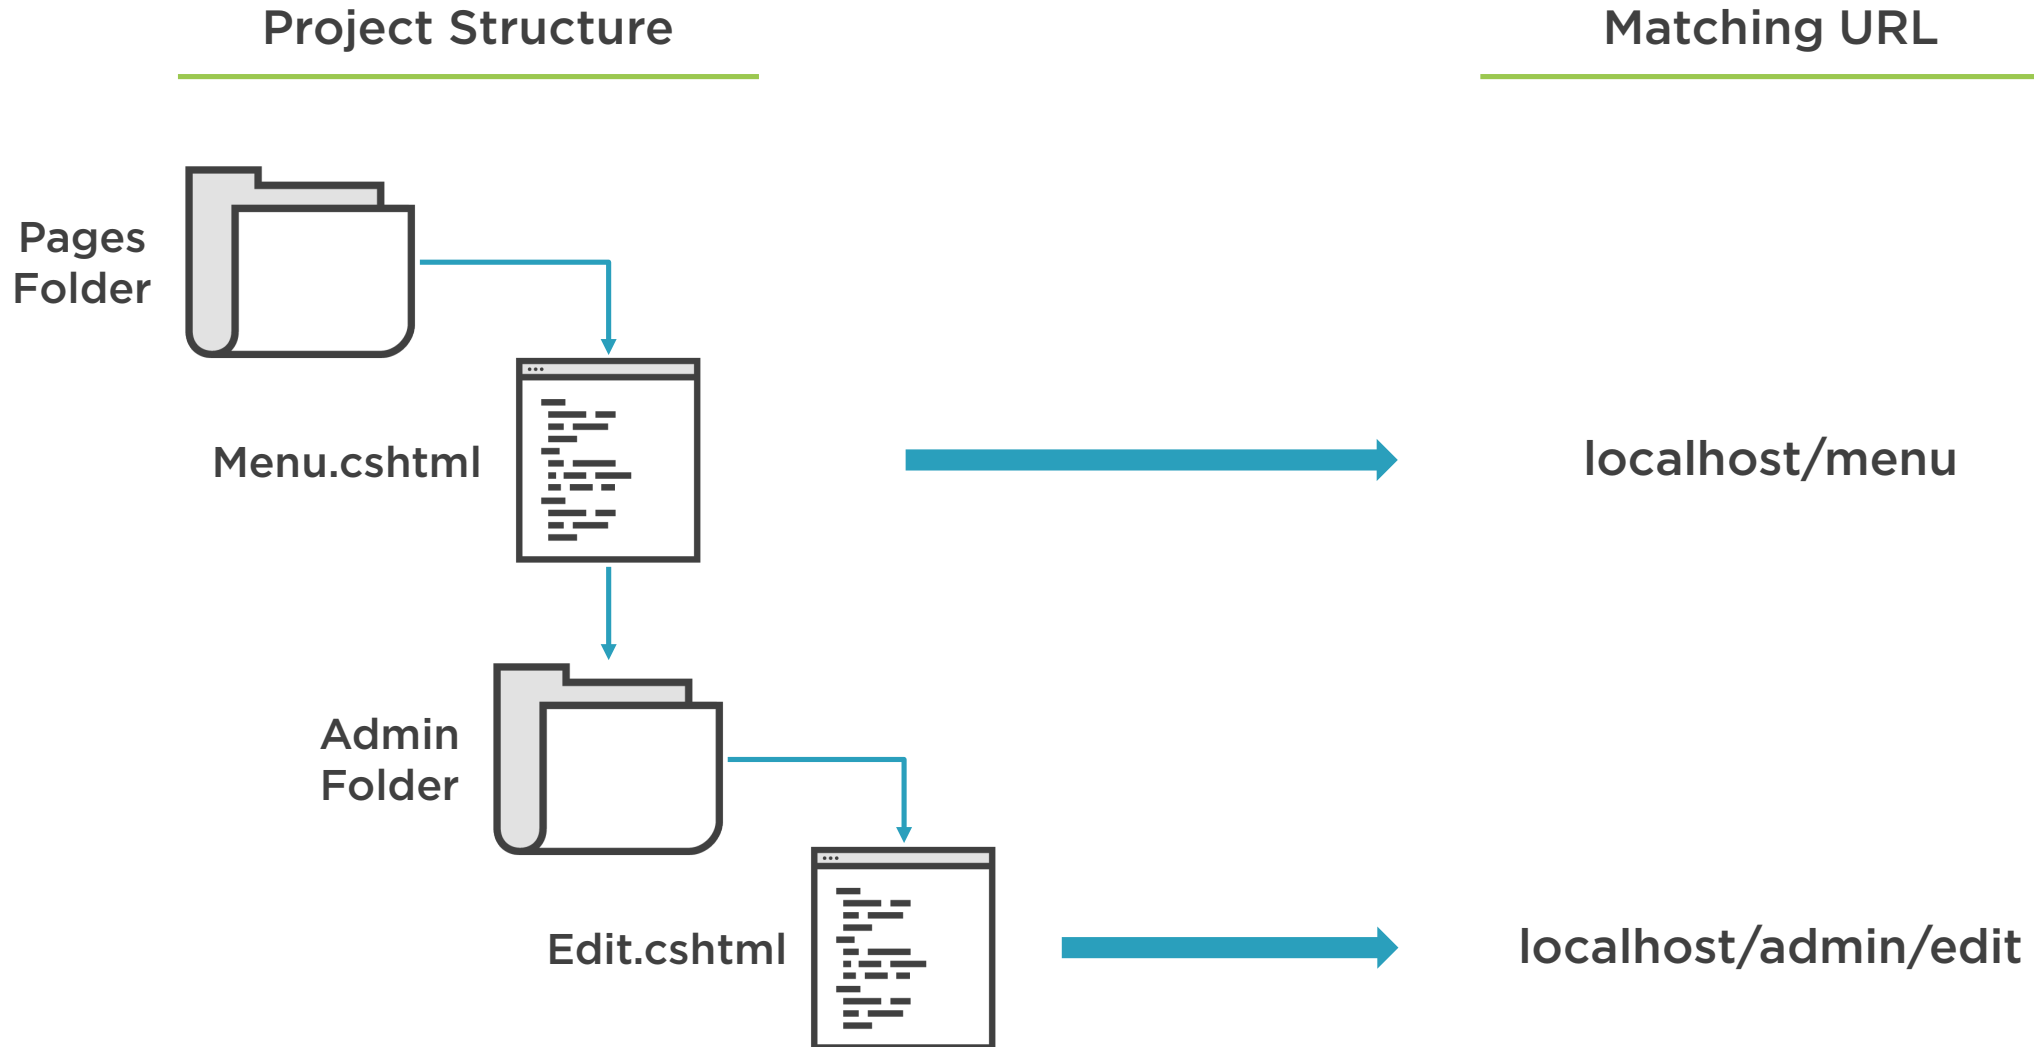 Project Structure
Matching URL
Pages
Folder
Menu.cshtml
localhost/menu
Admin
Folder
Edit.cshtml
localhost/admin/edit